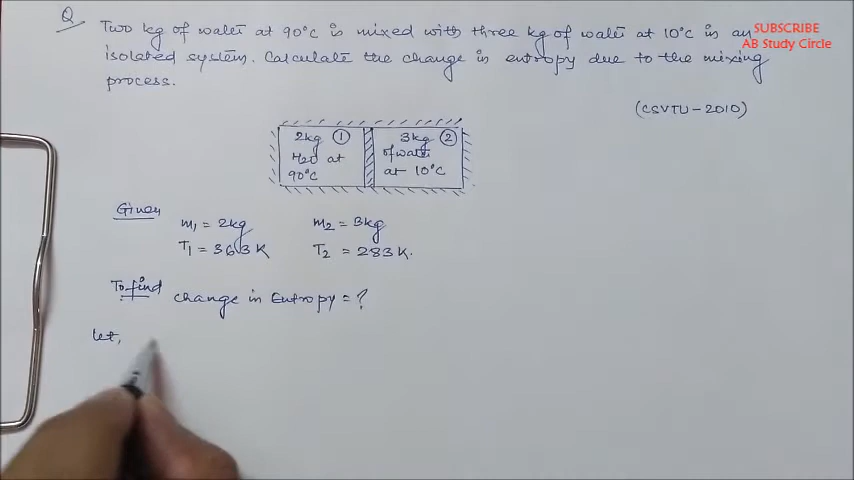 Q Two kg of water at 90°c is mixed with three kg of water at 10°c in an
isolated system. Calculate the change in entropy due to the mixing
process.
SUBSCRIBE
AB Study Circle
(CSVTU-2010)
2kg ① 3kg ②
H2O at of water
90°C at 10°C
Given
m1 = 2kg m2 = 3kg
T1 = 363K T2 = 283K.
To find change in Entropy = ?
let,